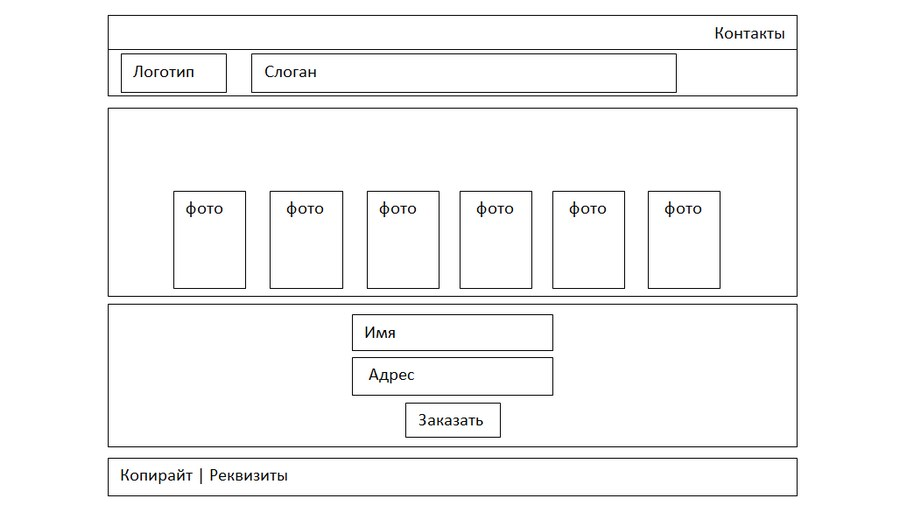 Контакты
Логотип Слоган
фото фото фото фото фото фото
Имя
Адрес
Заказать
Копирайт | Реквизиты